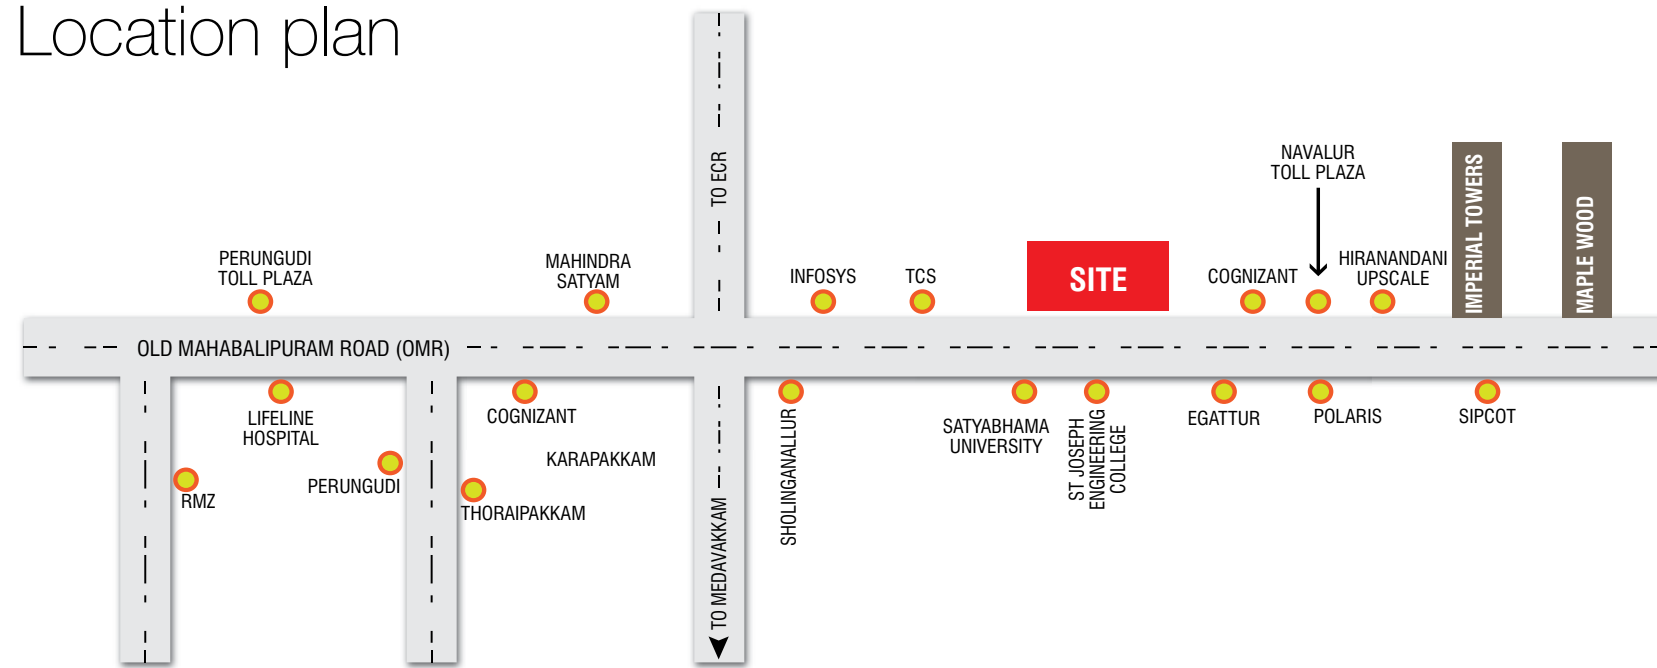 Location plan
TO ECR
NAVALUR
TOLL PLAZA
IMPERIAL TOWERS
MAPLE WOOD
PERUNGUDI
TOLL PLAZA
MAHINDRA
SATYAM
INFOSYS
TCS
SITE
COGNIZANT
HIRANANDANI
UPSCALE
OLD MAHABALIPURAM ROAD (OMR)
LIFELINE
HOSPITAL
COGNIZANT
SHOLINGANALLUR
SATYABHAMA
UNIVERSITY
ST JOSEPH
ENGINEERING
COLLEGE
EGATTUR
POLARIS
SIPCOT
KARAPAKKAM
RMZ
PERUNGUDI
THORAIPAKKAM
TO MEDAVAKKAM